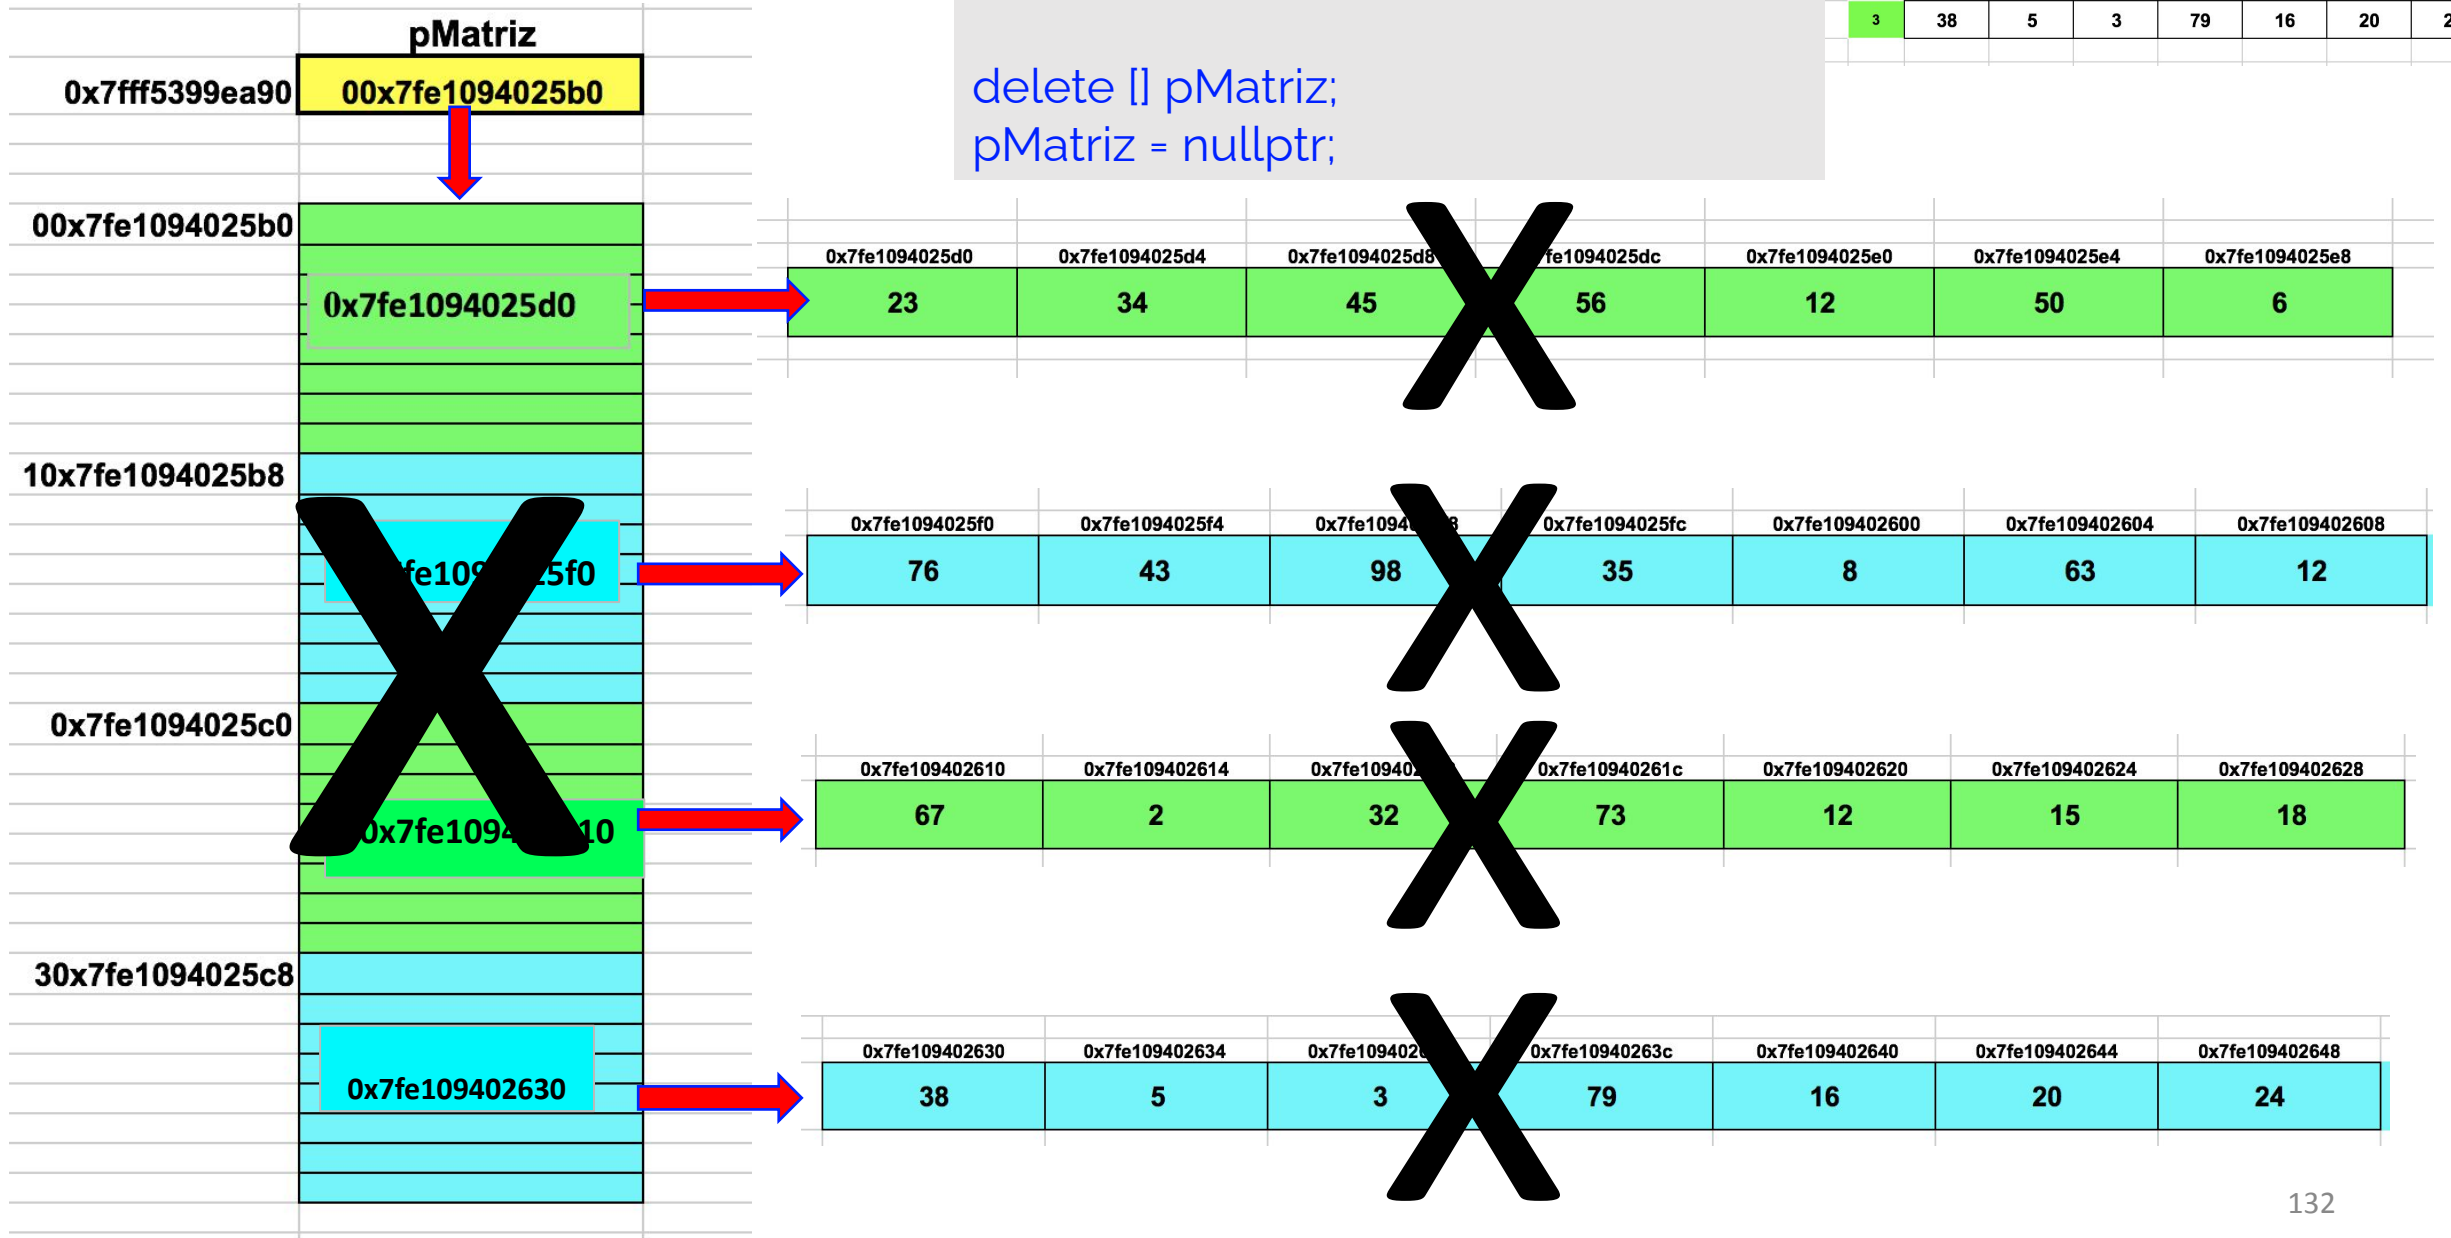 3 38 5 3 79 16 20
pMatriz
0x7fff5399ea90 00x7fe1094025b0
delete [] pMatriz;
pMatriz = nullptr;
00x7fe1094025b0
0x7fe1094025d0
0x7fe1094025d0 0x7fe1094025d4 0x7fe1094025d8 fe1094025dc 0x7fe1094025e0 0x7fe1094025e4 0x7fe1094025e8
23 34 45 56 12 50 6
10x7fe1094025b8
0x7fe1094025f0 0x7fe1094025f4 0x7fe1094025fc 0x7fe109402600 0x7fe109402604 0x7fe109402608
76 43 98 35 8 63 12
0x7fe1094025c0
0x7fe109402610 0x7fe109402614 0x7fe10940261c 0x7fe109402620 0x7fe109402624 0x7fe109402628
67 2 32 73 12 15 18
30x7fe1094025c8
0x7fe109402630
0x7fe109402630 0x7fe109402634 0x7fe10940263c 0x7fe109402640 0x7fe109402644 0x7fe109402648
38 5 3 79 16 20 24
132